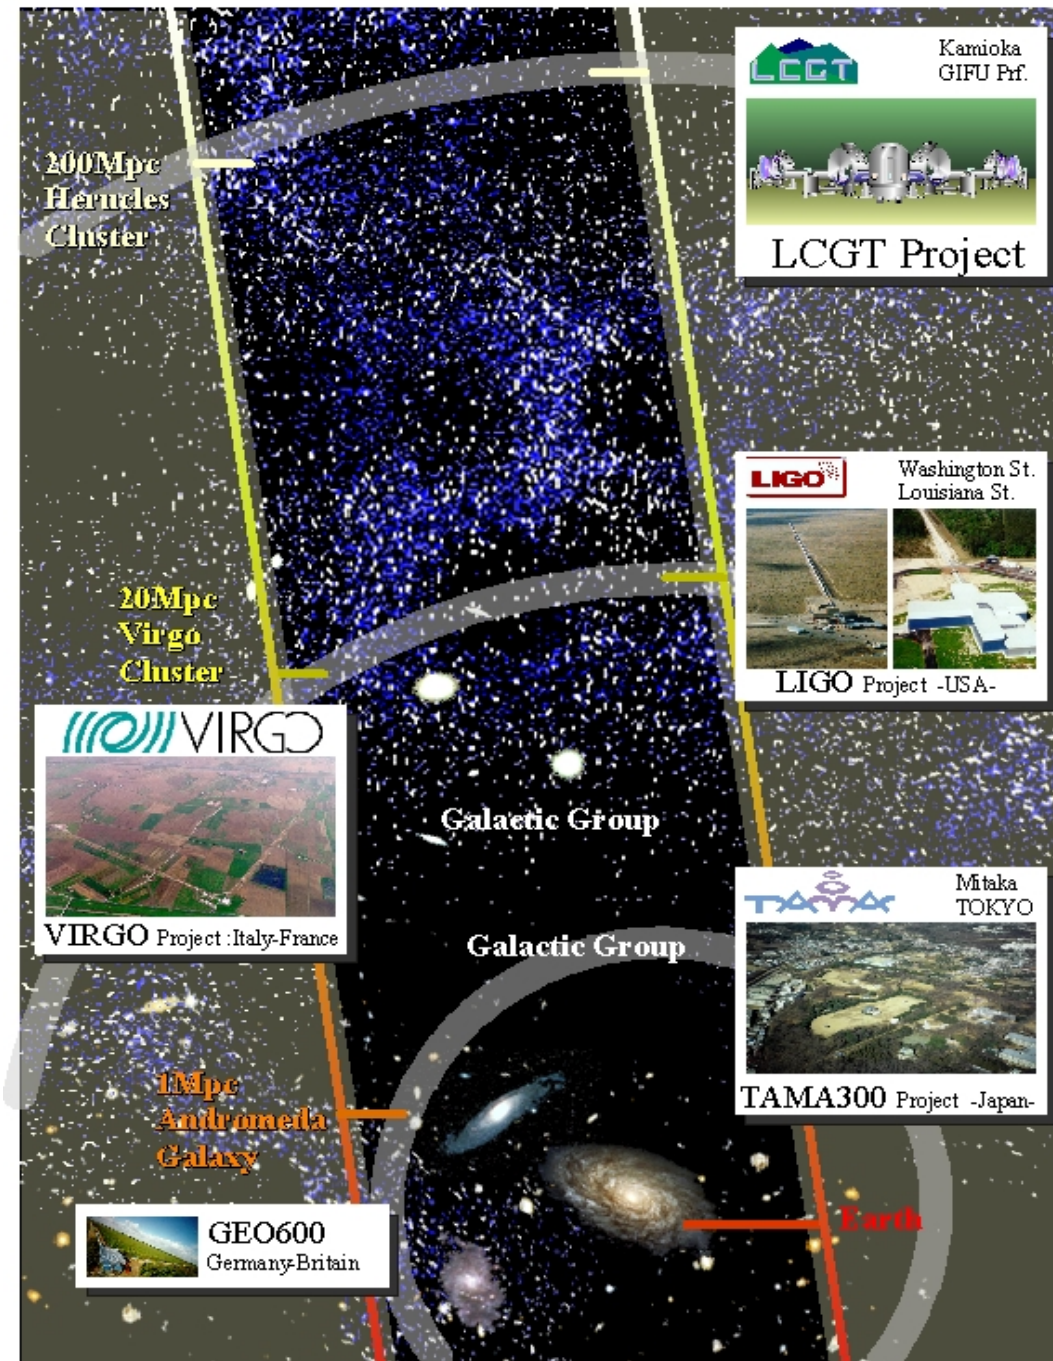 LCGT
Kamioka
GIFU Prf.
LCGT Project
200Mpc
Herucles
Cluster
LIGO
Washington St.
Louisiana St.
LIGO Project -USA-
20Mpc
Virgo
Cluster
VIRGO
VIRGO Project :Italy-France
Galactic Group
Galactic Group
TAMA
Mitaka
TOKYO
TAMA300 Project -Japan-
1Mpc
Andromeda
Galaxy
Earth
GEO600
Germany-Britain